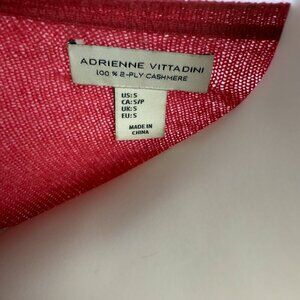 ADRIENNE VITTADINI
100 % 2-PLY CASHMERE
US: S
CA: S/P
UK: S
EU: S
MADE IN
CHINA